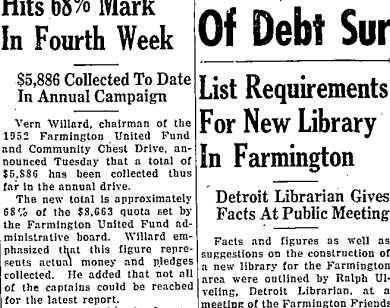 Hits 68% Mark
In Fourth Week
$5,886 Collected To Date
In Annual Campaign
Vern Willard, chairman of the
1952 Farmington United Fund
and Community Chest Drive, an-
nounced Tuesday that a total of
$5,886 has been collected thus
far in the annual drive.
The new total is approximately
68% of the $8,663 quota set by
the Farmington United Fund ad-
ministrative board. Willard em-
phasized that this figure repre-
sents actual money and pledges
collected. He added that not all
of the captains could be reached
for the latest report.
Of Debt Sur
List Requirements
For New Library
In Farmington
Detroit Librarian Gives
Facts At Public Meeting
Facts and figures as well as
suggestions on the construction of
a new library for the Farmington
area were outlined by Ralph Ul-
veling, Detroit Librarian, at a
meeting of the Farmington Friend